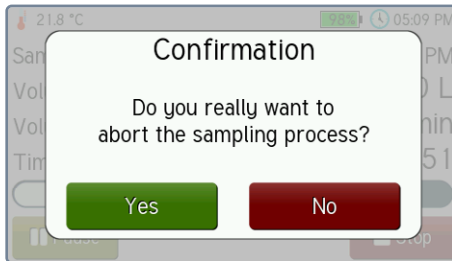 21.8 °C 98% 05:09 PM
Confirmation
Do you really want to
abort the sampling process?
Yes No